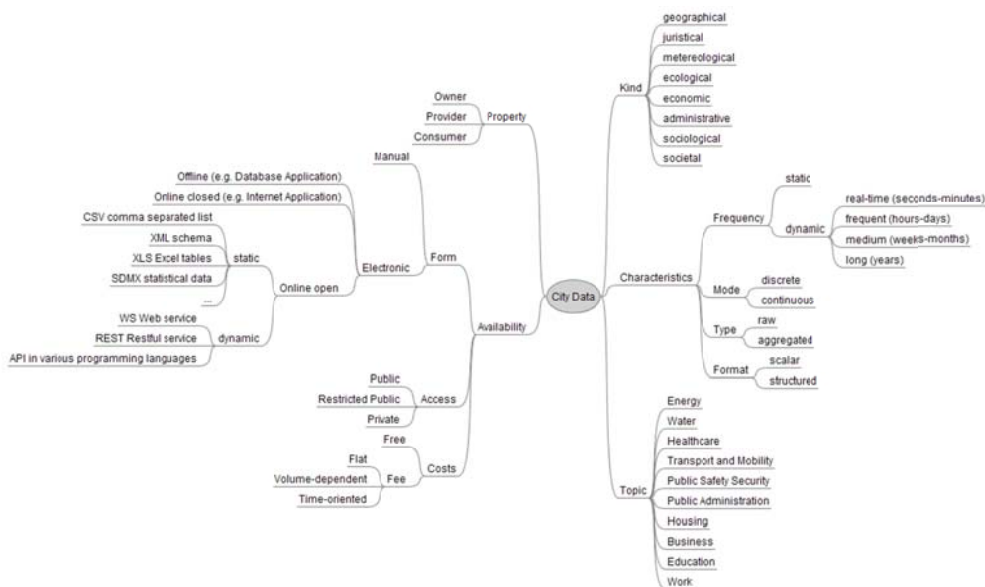 City Data
Property
Owner
Provider
Consumer
Availability
Form
Manual
Electronic
Offline (e.g. Database Application)
Online closed (e.g. Internet Application)
Online open
static
CSV comma separated list
XML schema
XLS Excel tables
SDMX statistical data
...
dynamic
WS Web service
REST Restful service
API in various programming languages
Access
Public
Restricted Public
Private
Costs
Free
Fee
Flat
Volume-dependent
Time-oriented
Kind
geographical
juristical
metereological
ecological
economic
administrative
sociological
societal
Characteristics
Frequency
static
dynamic
real-time (seconds-minutes)
frequent (hours-days)
medium (weeks-months)
long (years)
Mode
discrete
continuous
Type
raw
aggregated
Format
scalar
structured
Topic
Energy
Water
Healthcare
Transport and Mobility
Public Safety Security
Public Administration
Housing
Business
Education
Work